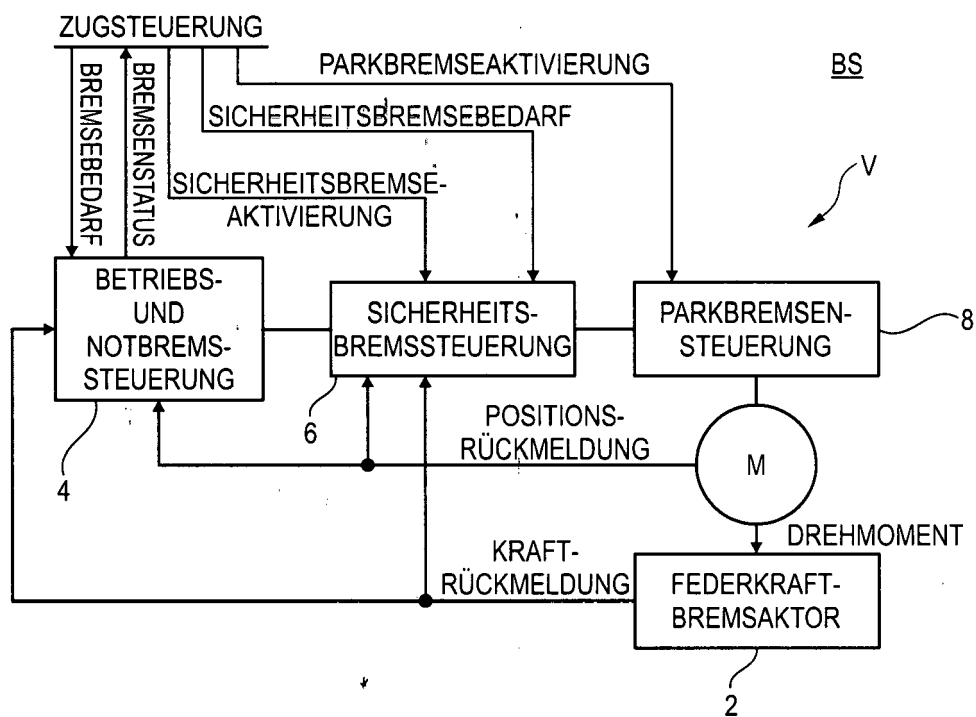 ZUGSTEUERUNG
PARKBREMSEAKTIVIERUNG
BS
SICHERHEITSBREMSEBEDARF
V
BREMSEBEDARF
BREMSENSTATUS
SICHERHEITSBREMSE-
AKTIVIERUNG
BETRIEBS-
UND
NOTBREMS-
STEUERUNG
SICHERHEITS-
BREMSSTEUERUNG
PARKBREMSEN-
STEUERUNG
8
6
4
POSITIONS-
RÜCKMELDUNG
M
DREHMOMENT
KRAFT-
RÜCKMELDUNG
FEDERKRAFT-
BREMSAKTOR
2